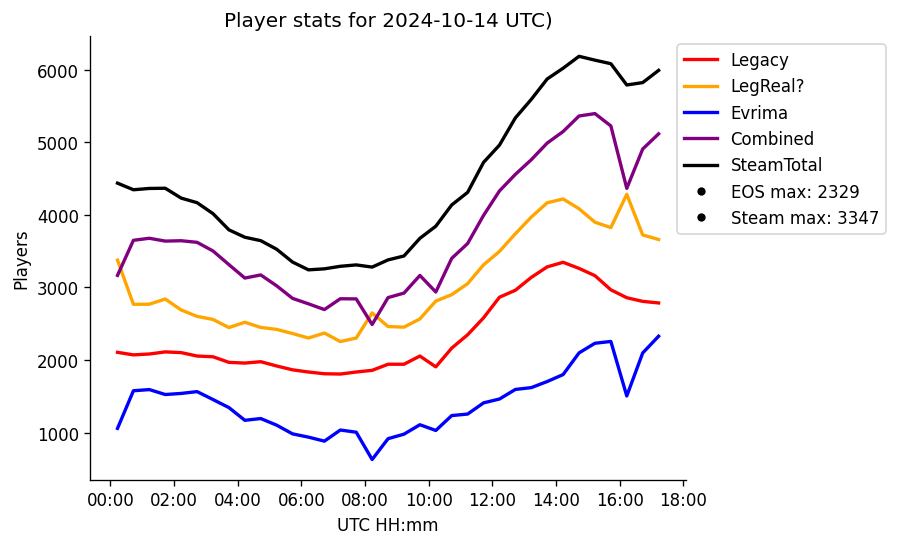 Player stats for 2024-10-14 UTC)
Legacy
LegReal?
Evrima
Combined
SteamTotal
EOS max: 2329
Steam max: 3347
Players
6000
5000
4000
3000
2000
1000
00:00 02:00 04:00 06:00 08:00 10:00 12:00 14:00 16:00 18:00
UTC HH:mm